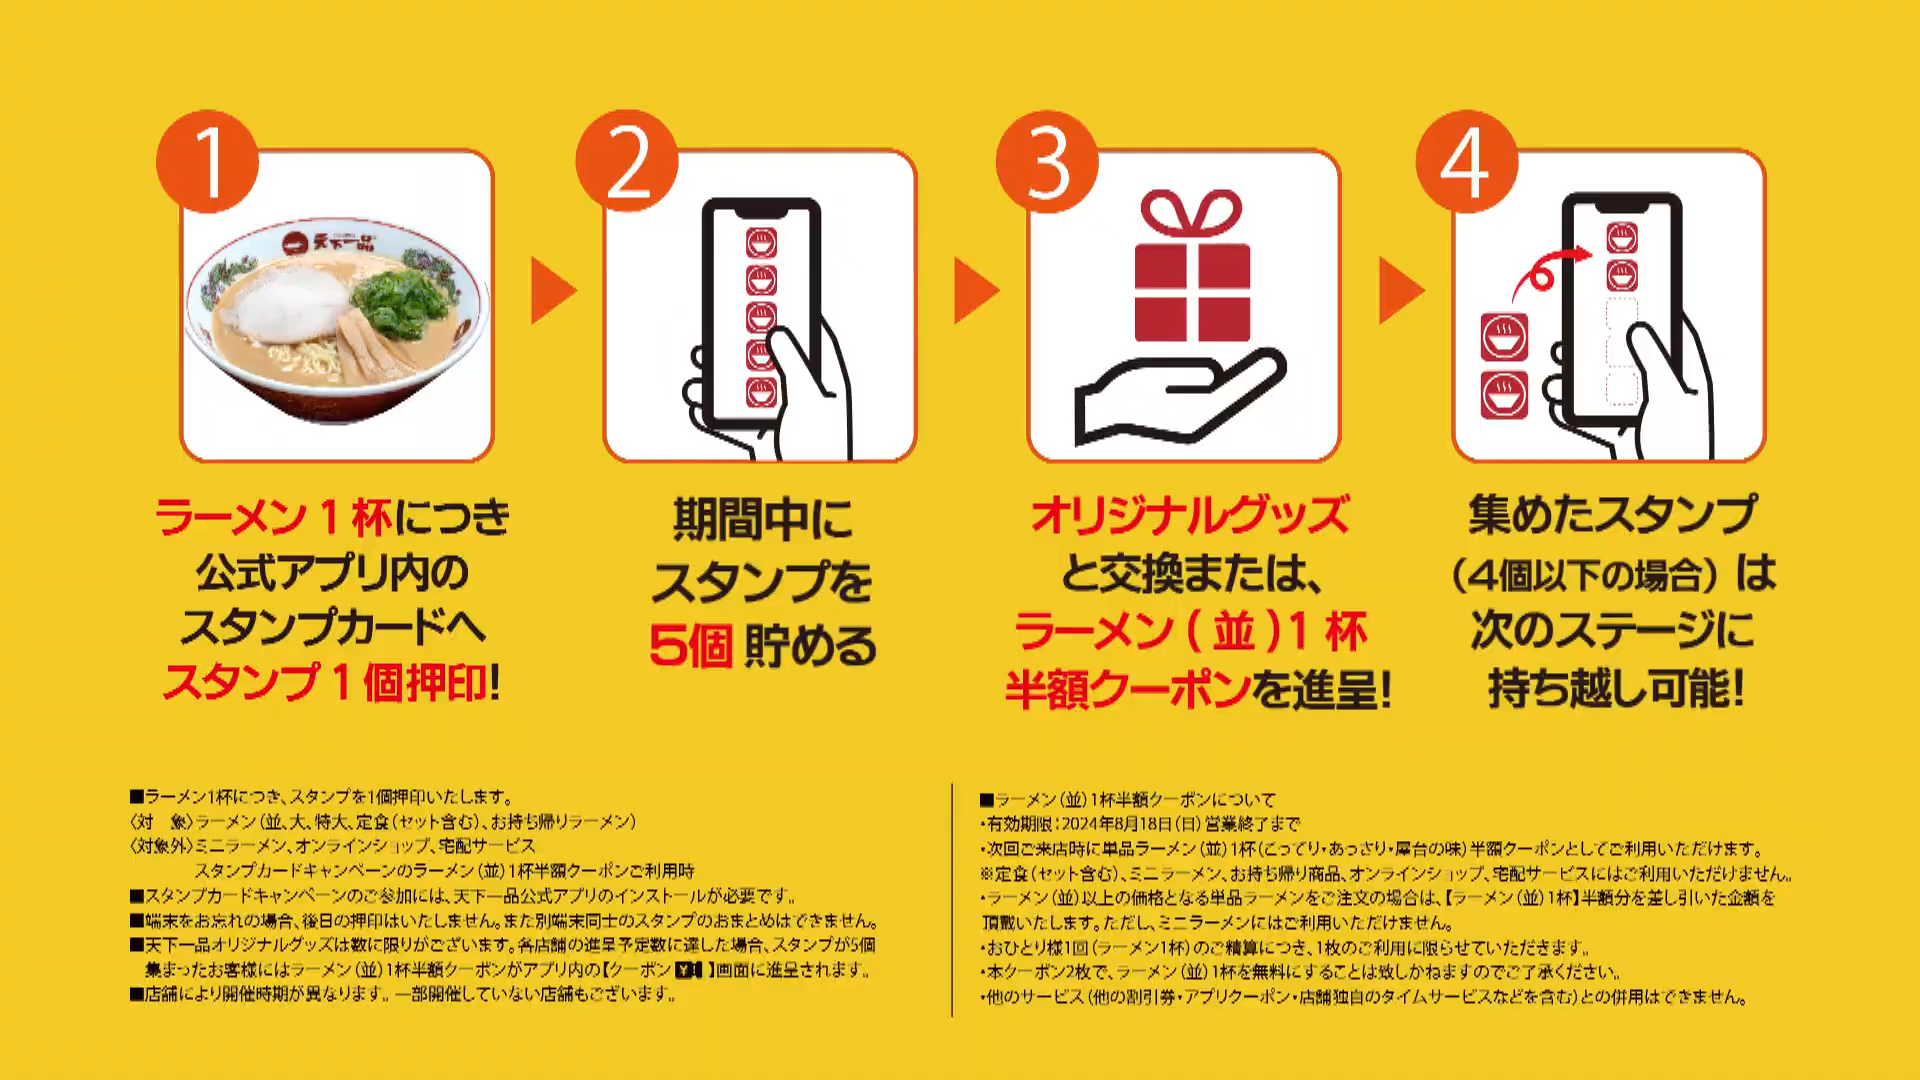 1
天下一品
ラーメン1杯につき
公式アプリ内の
スタンプカードへ
スタンプ1個押印!
2
期間中に
スタンプを
5個 貯める
3
オリジナルグッズ
と交換または、
ラーメン(並)1杯
半額クーポンを進呈!
4
集めたスタンプ
(4個以下の場合)は
次のステージに
持ち越し可能!
■ラーメン1杯につき、スタンプを1個押印いたします。
〈対 象〉ラーメン(並、大、特大、定食(セット含む)、お持ち帰りラーメン)
〈対象外〉ミニラーメン、オンラインショップ、宅配サービス
スタンプカードキャンペーンのラーメン(並)1杯半額クーポンご利用時
■スタンプカードキャンペーンのご参加には、天下一品公式アプリのインストールが必要です。
■端末をお忘れの場合、後日の押印はいたしません。また別端末同士のスタンプのおまとめはできません。
■天下一品オリジナルグッズは数に限りがございます。各店舗の進呈予定数に達した場合、スタンプが5個
集まったお客様にはラーメン(並)1杯半額クーポンがアプリ内の【クーポン ¥ 】画面に進呈されます。
■店舗により開催時期が異なります。一部開催していない店舗もございます。
■ラーメン(並)1杯半額クーポンについて
・有効期限:2024年8月18日(日)営業終了まで
・次回ご来店時に単品ラーメン(並)1杯(こってり・あっさり・屋台の味)半額クーポンとしてご利用いただけます。
※定食(セット含む)、ミニラーメン、お持ち帰り商品、オンラインショップ、宅配サービスにはご利用いただけません。
・ラーメン(並)以上の価格となる単品ラーメンをご注文の場合は、【ラーメン(並)1杯】半額分を差し引いた金額を
頂戴いたします。ただし、ミニラーメンにはご利用いただけません。
・おひとり様1回(ラーメン1杯)のご精算につき、1枚のご利用に限らせていただきます。
・本クーポン2枚で、ラーメン(並)1杯を無料にすることは致しかねますのでご了承ください。
・他のサービス(他の割引券・アプリクーポン・店舗独自のタイムサービスなどを含む)との併用はできません。